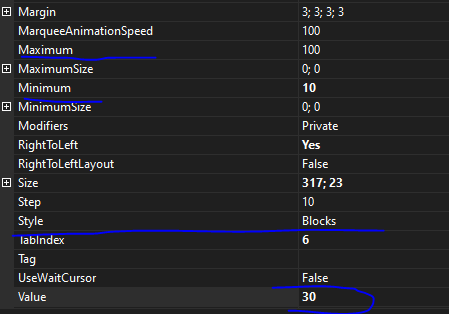 Margin 3; 3; 3; 3
MarqueeAnimationSpeed 100
Maximum 100
MaximumSize 0; 0
Minimum 10
MinimumSize 0; 0
Modifiers Private
RightToLeft Yes
RightToLeftLayout False
Size 317; 23
Step 10
Style Blocks
TabIndex 6
Tag
UseWaitCursor False
Value 30